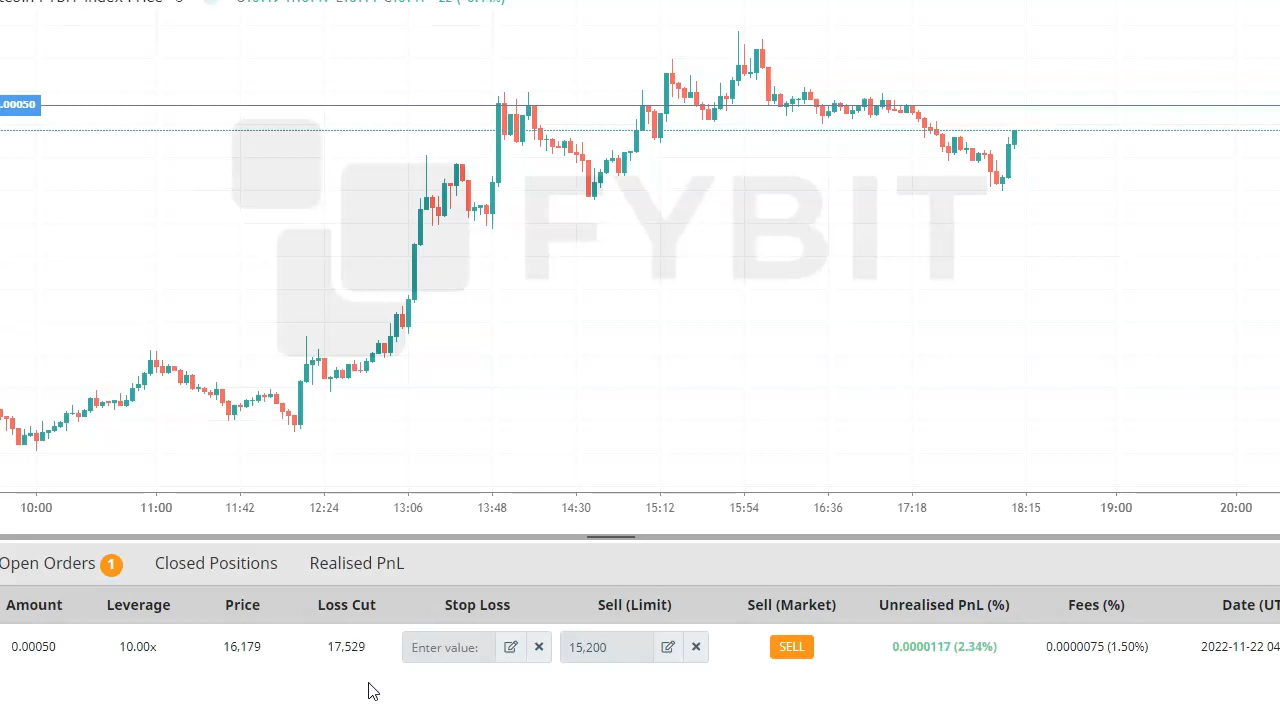 .00050
FYBIT
10:00 11:00 11:42 12:24 13:06 13:48 14:30 15:12 15:54 16:36 17:18 18:15 19:00 20:00
Open Orders 1 Closed Positions Realised PnL
Amount Leverage Price Loss Cut Stop Loss Sell (Limit) Sell (Market) Unrealised PnL (%) Fees (%) Date (UT
0.00050 10.00x 16,179 17,529 Enter value: 15,200 SELL 0.0000117 (2.34%) 0.0000075 (1.50%) 2022-11-22 04